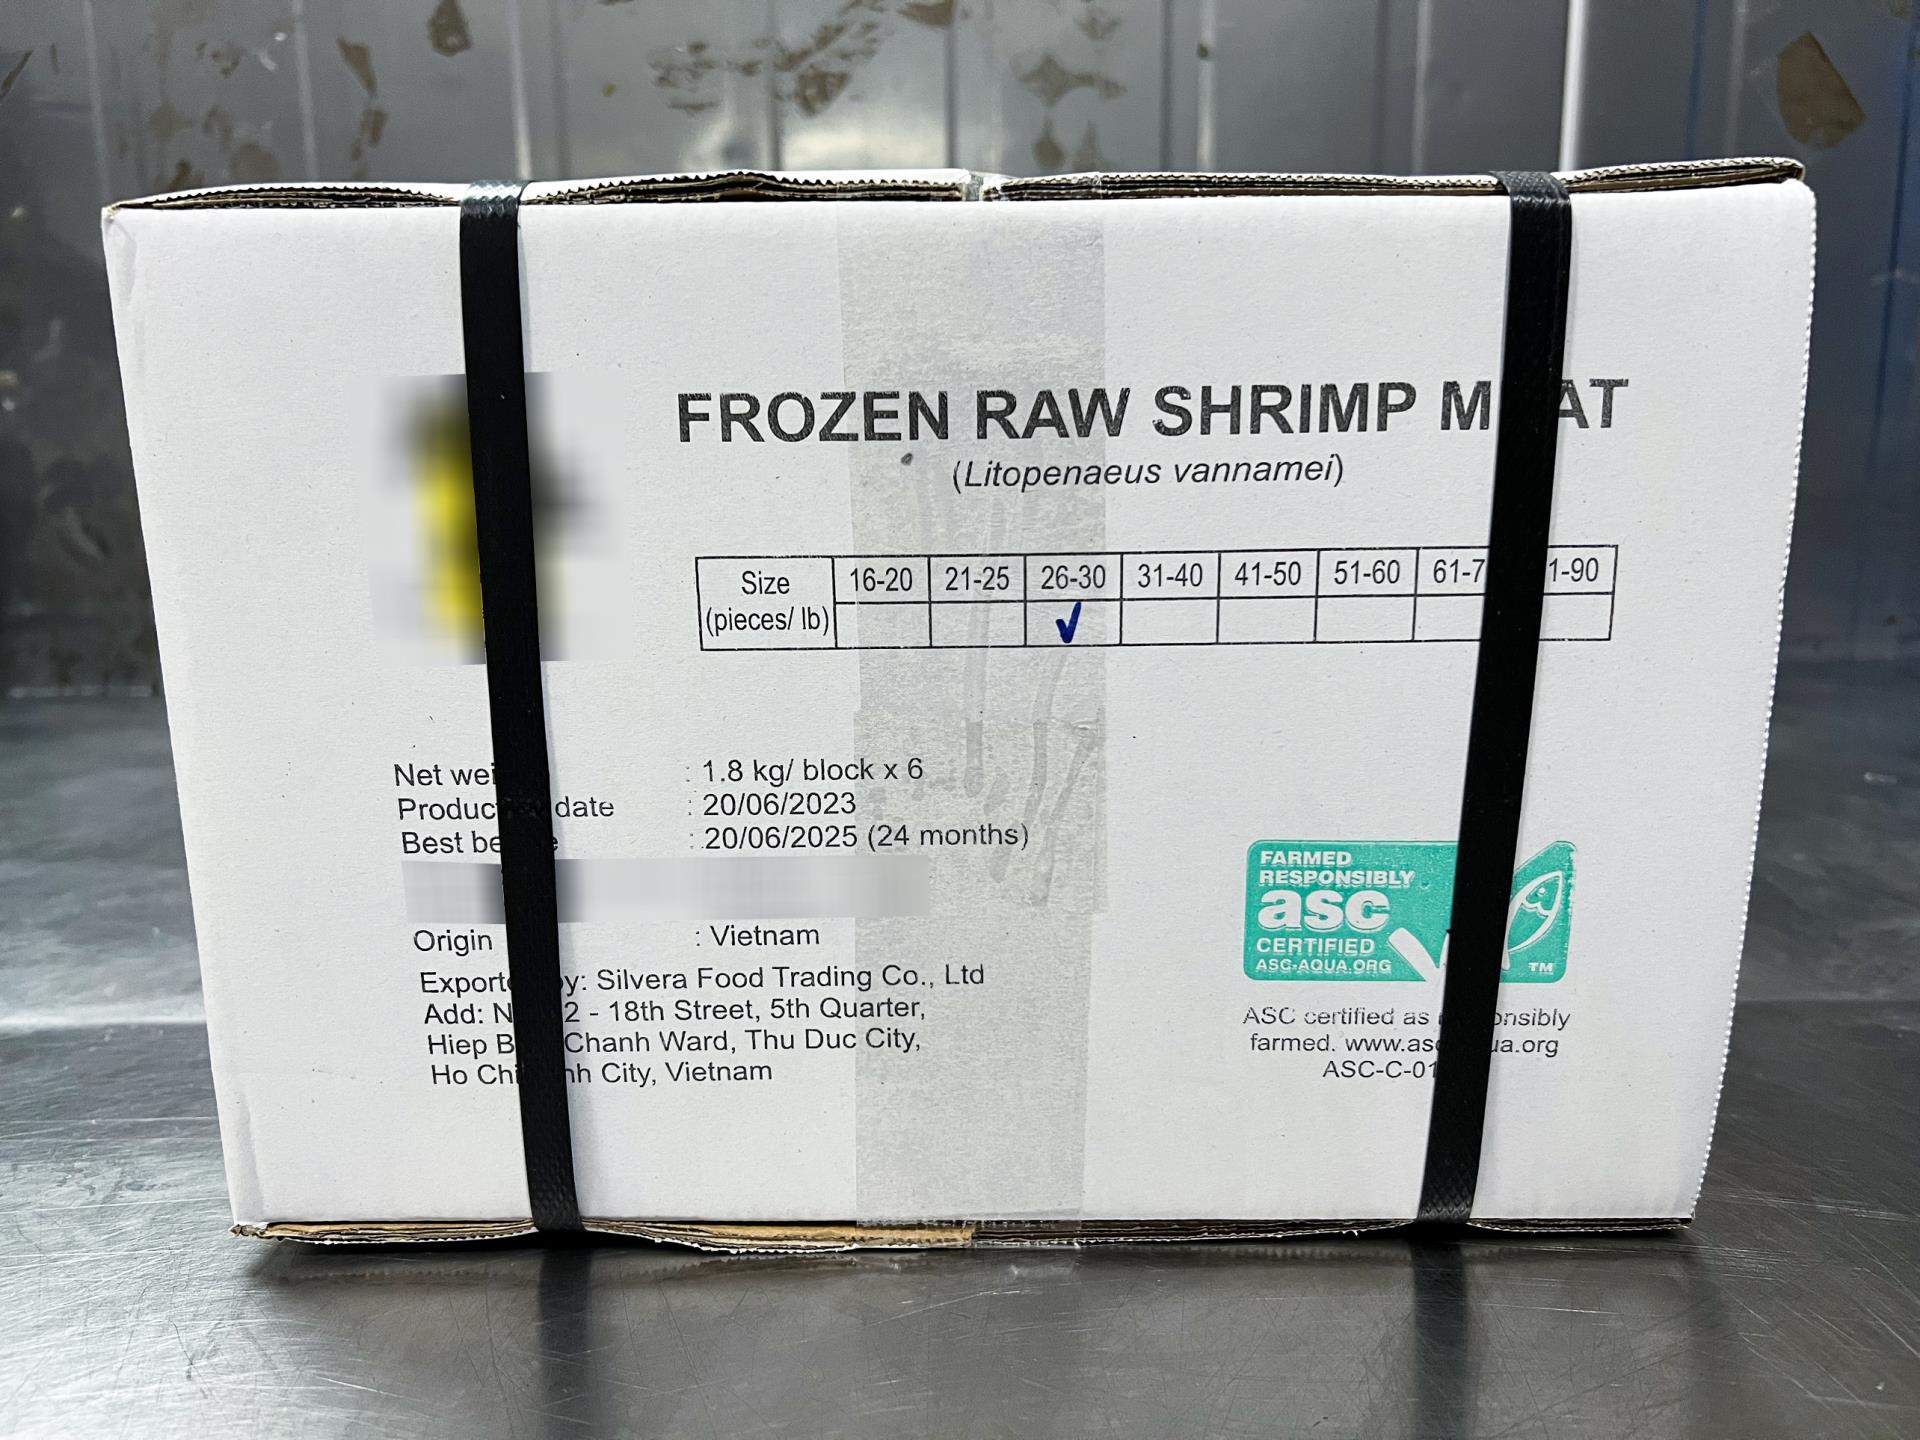 FROZEN RAW SHRIMP M AT
(Litopenaeus vannamei)
Size (pieces/ lb) 16-20 21-25 26-30 31-40 41-50 51-60 61-7 1-90
✓
Net wei : 1.8 kg/ block x 6
Produc date : 20/06/2023
Best be e : 20/06/2025 (24 months)
Origin : Vietnam
Export y: Silvera Food Trading Co., Ltd
Add: N 2 - 18th Street, 5th Quarter,
Hiep B Chanh Ward, Thu Duc City,
Ho Chi nh City, Vietnam
FARMED
RESPONSIBLY
asc
CERTIFIED
ASC-AQUA.ORG
TM
ASC certified as onsibly
farmed. www.asc ua.org
ASC-C-01